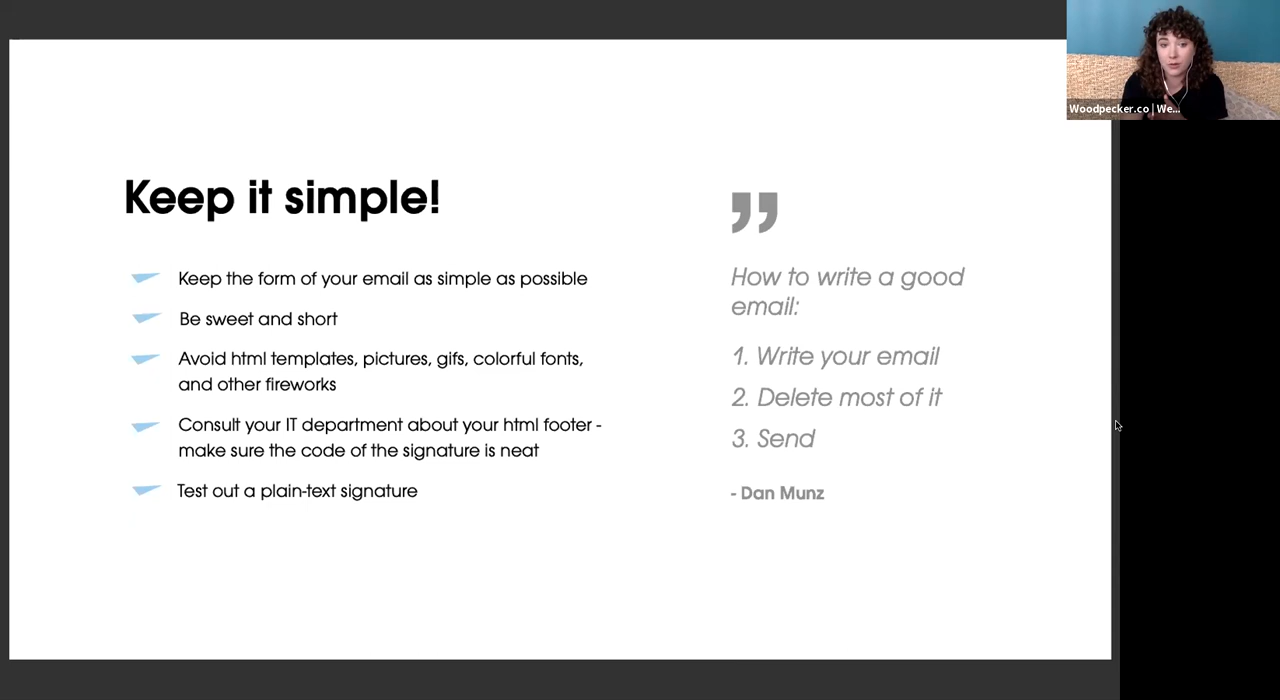 Woodpecker.co | We...
Keep it simple!
Keep the form of your email as simple as possible
Be sweet and short
Avoid html templates, pictures, gifs, colorful fonts,
and other fireworks
Consult your IT department about your html footer -
make sure the code of the signature is neat
Test out a plain-text signature
”
How to write a good
email:
1. Write your email
2. Delete most of it
3. Send
- Dan Munz